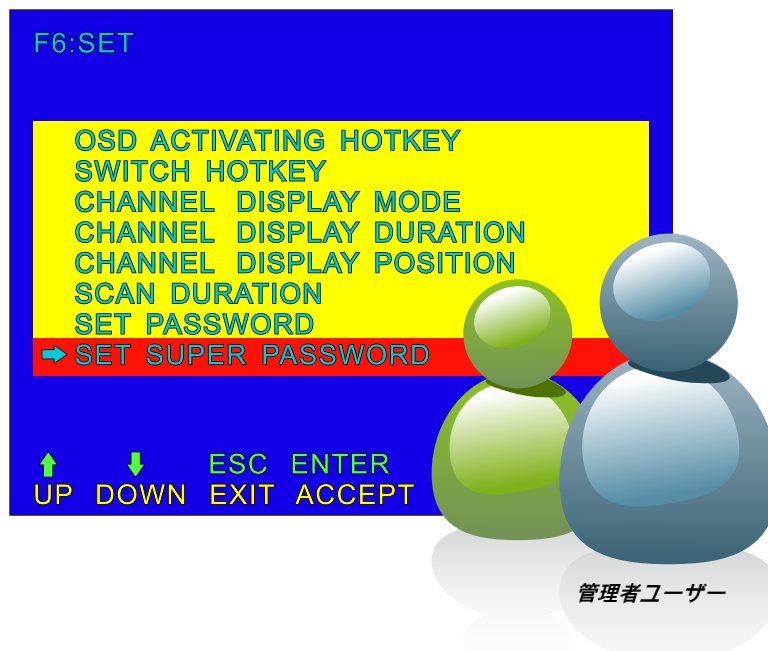 F6:SET
OSD ACTIVATING HOTKEY
SWITCH HOTKEY
CHANNEL DISPLAY MODE
CHANNEL DISPLAY DURATION
CHANNEL DISPLAY POSITION
SCAN DURATION
SET PASSWORD
SET SUPER PASSWORD
ESC ENTER
UP DOWN EXIT ACCEPT
管理者ユーザー